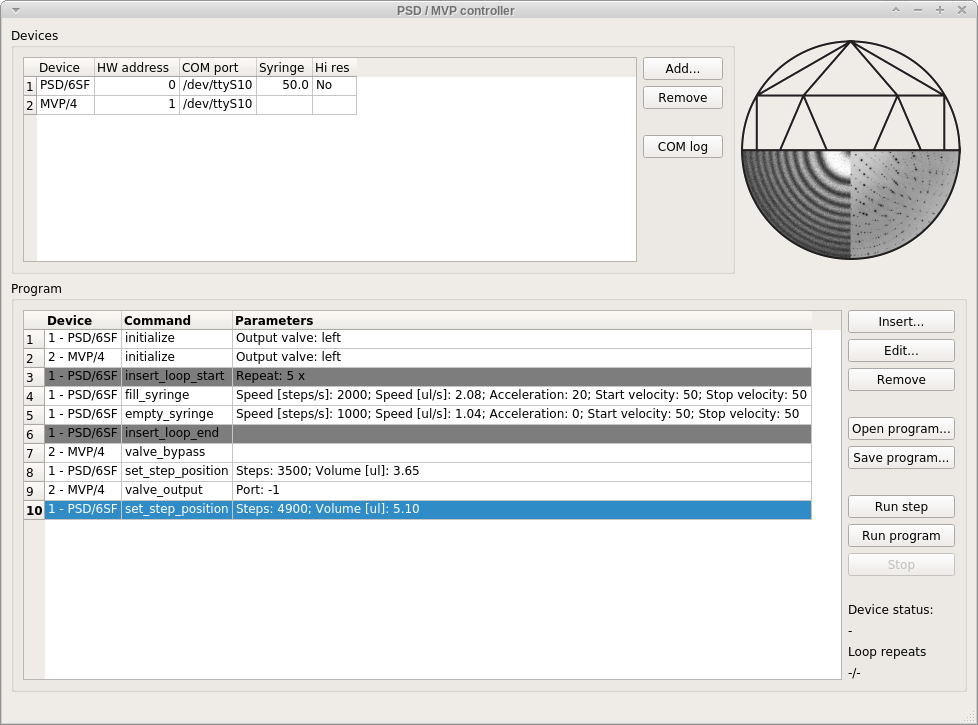 PSD / MVP controller
Devices
Device HW address COM port Syringe Hi res
1 PSD/6SF 0 /dev/ttyS10 50.0 No
2 MVP/4 1 /dev/ttyS10
Add...
Remove
COM log
Program
Device Command Parameters
1 1 - PSD/6SF initialize Output valve: left
2 2 - MVP/4 initialize Output valve: left
3 1 - PSD/6SF insert_loop_start Repeat: 5 x
4 1 - PSD/6SF fill_syringe Speed [steps/s]: 2000; Speed [ul/s]: 2.08; Acceleration: 20; Start velocity: 50; Stop velocity: 50
5 1 - PSD/6SF empty_syringe Speed [steps/s]: 1000; Speed [ul/s]: 1.04; Acceleration: 0; Start velocity: 50; Stop velocity: 50
6 1 - PSD/6SF insert_loop_end
7 2 - MVP/4 valve_bypass
8 1 - PSD/6SF set_step_position Steps: 3500; Volume [ul]: 3.65
9 2 - MVP/4 valve_output Port: -1
10 1 - PSD/6SF set_step_position Steps: 4900; Volume [ul]: 5.10
Insert...
Edit...
Remove
Open program...
Save program...
Run step
Run program
Stop
Device status:
-
Loop repeats
-/-